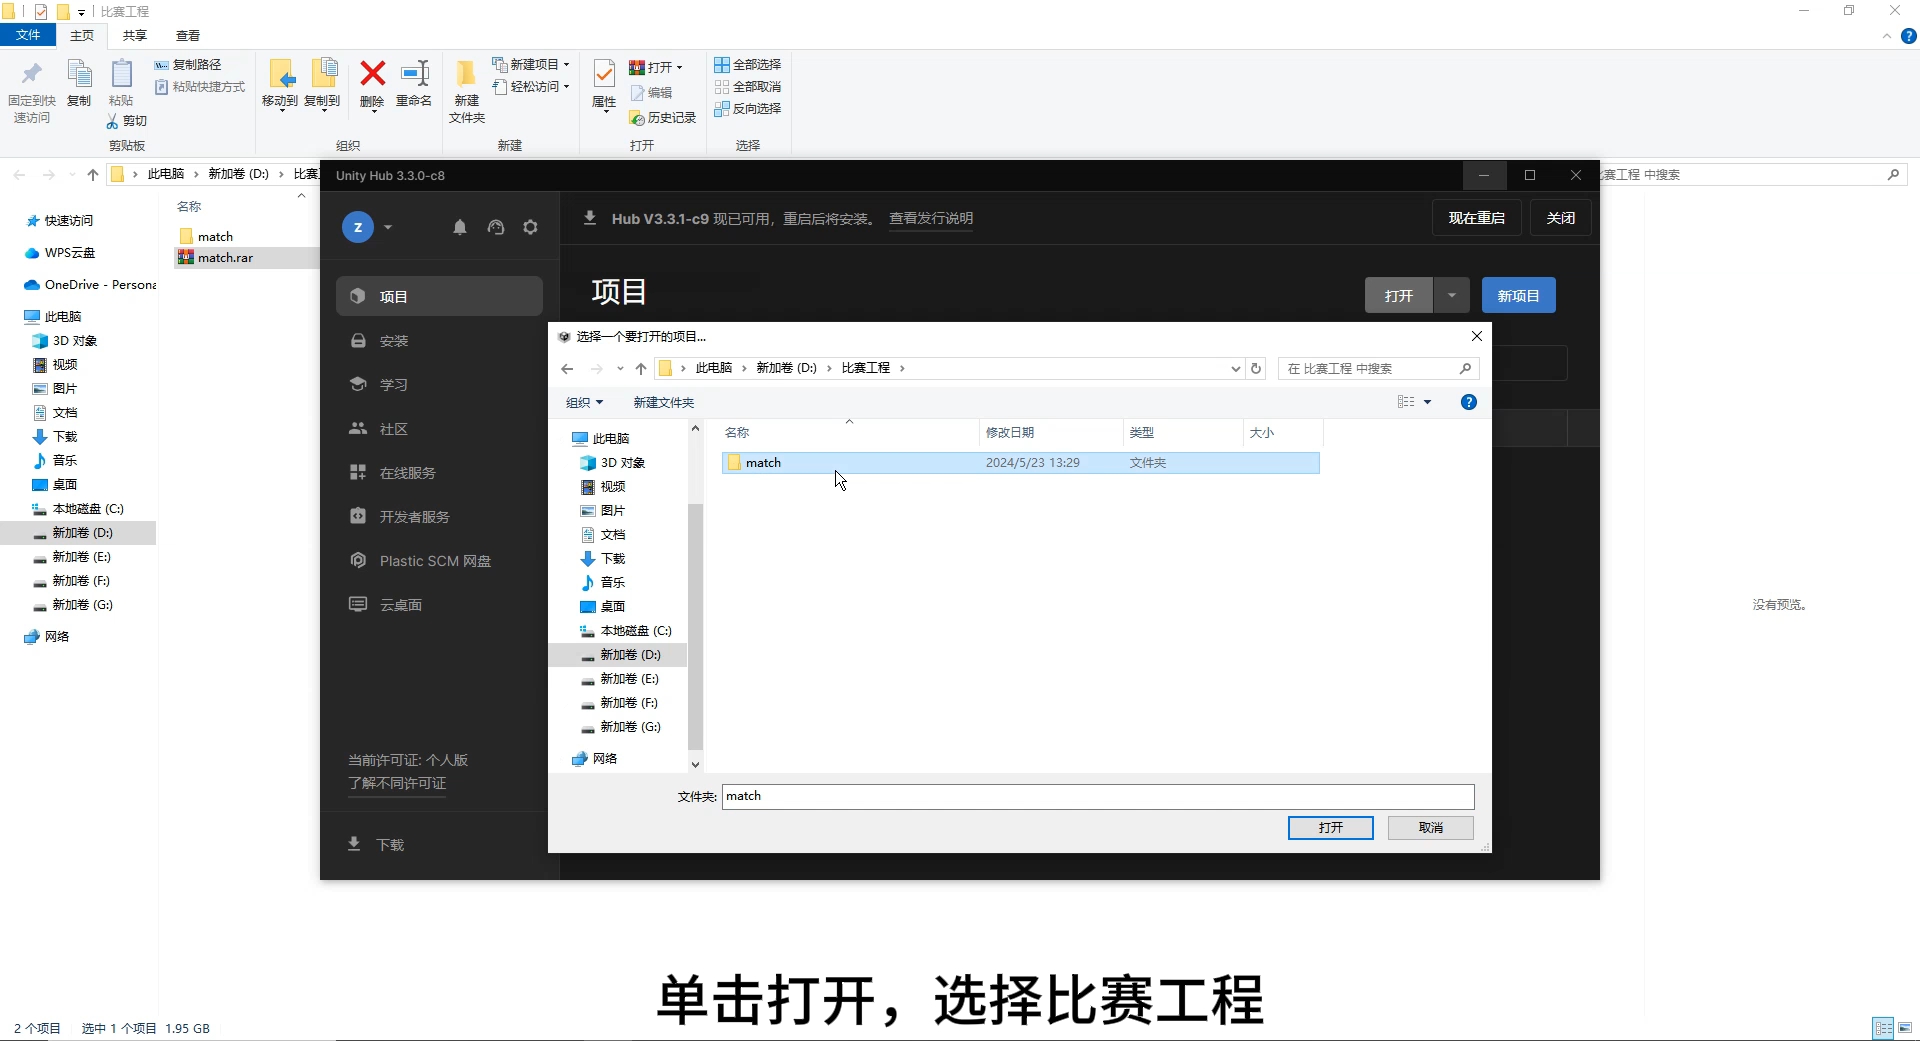 比赛工程
文件 主页 共享 查看
固定到快
速访问
复制
粘贴
复制路径
粘贴快捷方式
剪切
剪贴板
移动到 复制到
删除 重命名
组织
新建
文件夹
新建项目
轻松访问
新建
属性
打开
编辑
历史记录
打开
全部选择
全部取消
反向选择
选择
此电脑 › 新加卷 (D:) › 比赛工
赛工程 中搜索
快速访问
WPS云盘
OneDrive - Persona
此电脑
3D 对象
视频
图片
文档
下载
音乐
桌面
本地磁盘 (C:)
新加卷 (D:)
新加卷 (E:)
新加卷 (F:)
新加卷 (G:)
网络
名称
match
match.rar
Unity Hub 3.3.0-c8
Z
Hub V3.3.1-c9 现已可用，重启后将安装。 查看发行说明
现在重启 关闭
项目
安装
学习
社区
在线服务
开发者服务
Plastic SCM 网盘
云桌面
当前许可证: 个人版
了解不同许可证
下载
项目
打开 新项目
选择一个要打开的项目...
此电脑 › 新加卷 (D:) › 比赛工程 ›
在 比赛工程 中搜索
组织 新建文件夹
此电脑
3D 对象
视频
图片
文档
下载
音乐
桌面
本地磁盘 (C:)
新加卷 (D:)
新加卷 (E:)
新加卷 (F:)
新加卷 (G:)
网络
名称 修改日期 类型 大小
match 2024/5/23 13:29 文件夹
文件夹: match
打开 取消
没有预览。
单击打开，选择比赛工程
2 个项目 选中 1 个项目 1.95 GB